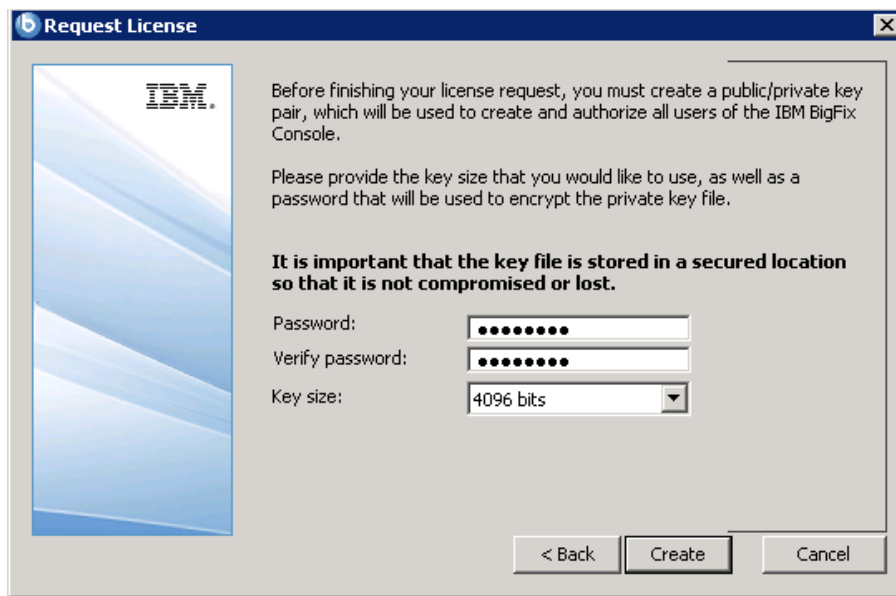 Request License
IBM.
Before finishing your license request, you must create a public/private key
pair, which will be used to create and authorize all users of the IBM BigFix
Console.
Please provide the key size that you would like to use, as well as a
password that will be used to encrypt the private key file.
It is important that the key file is stored in a secured location
so that it is not compromised or lost.
Password: ●●●●●●●●
Verify password: ●●●●●●●●
Key size: 4096 bits
< Back Create Cancel